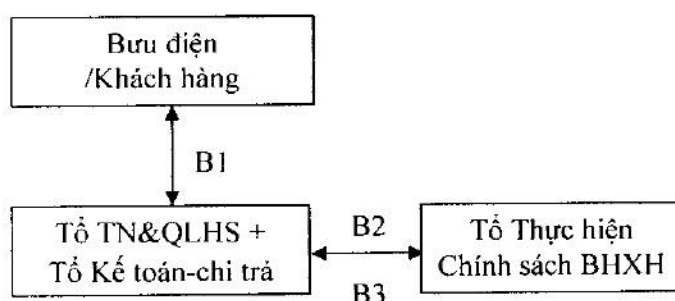 Bưu điện
/Khách hàng
B1
Tổ TN&QLHS +
Tổ Kế toán-chi trả
B2
B3
Tổ Thực hiện
Chính sách BHXH